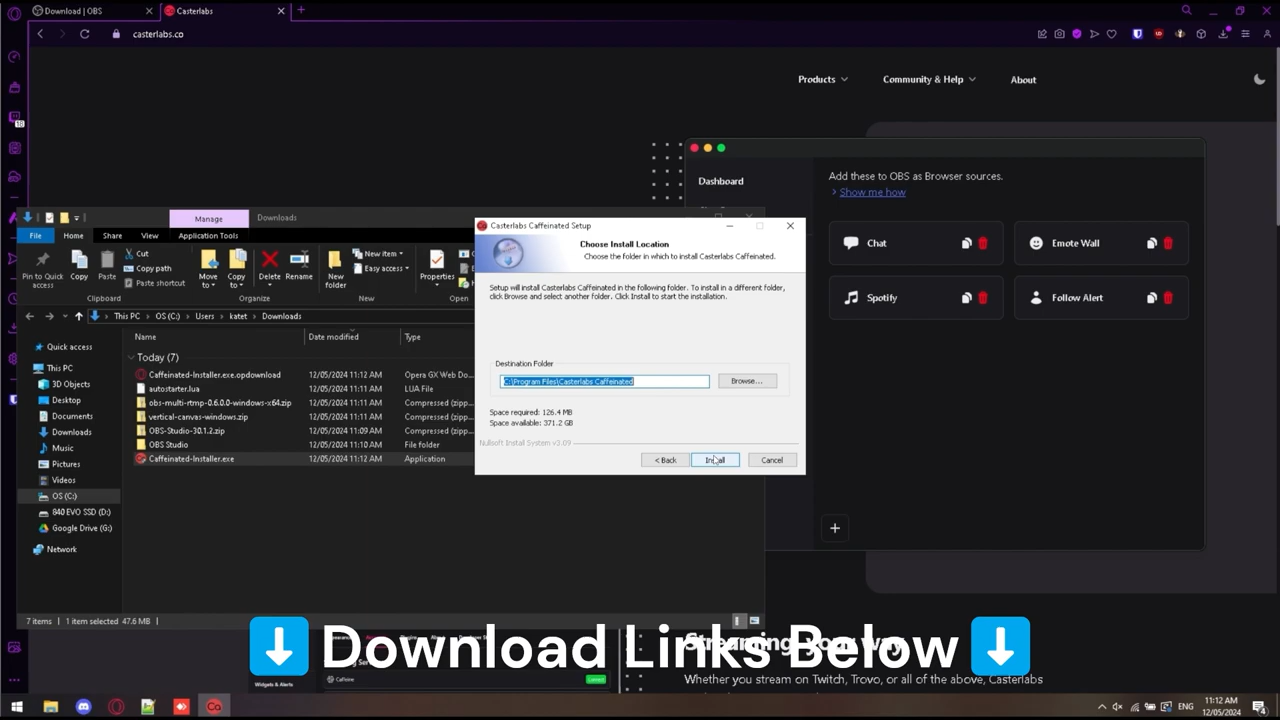 Download | OBS
Casterlabs
casterlabs.co
Products
Community & Help
About
Dashboard
Add these to OBS as Browser sources.
Show me how
Chat
Emote Wall
Spotify
Follow Alert
Manage
Downloads
File
Home
Share
View
Application Tools
Pin to Quick access
Copy
Paste
Cut
Copy path
Paste shortcut
Move to
Copy to
Delete
Rename
New folder
New item
Easy access
Properties
Clipboard
Organize
New
Open
This PC
OS (C:)
Users
katet
Downloads
Name
Date modified
Type
Today (7)
Caffeinated-Installer.exe.opdownload 12/05/2024 11:12 AM Opera GX Web Do...
autostarter.lua 12/05/2024 11:11 AM LUA File
obs-multi-rtmp-0.6.0.0-windows-x64.zip 12/05/2024 11:11 AM Compressed (zipp...
vertical-canvas-windows.zip 12/05/2024 11:11 AM Compressed (zipp...
OBS-Studio-30.1.2.zip 12/05/2024 11:09 AM Compressed (zipp...
OBS Studio 12/05/2024 11:10 AM File folder
Caffeinated-Installer.exe 12/05/2024 11:12 AM Application
Quick access
This PC
3D Objects
Desktop
Documents
Downloads
Music
Pictures
Videos
OS (C:)
840 EVO SSD (D:)
Google Drive (G:)
Network
7 items
1 item selected 47.6 MB
Casterlabs Caffeinated Setup
Choose Install Location
Choose the folder in which to install Casterlabs Caffeinated.
Setup will install Casterlabs Caffeinated in the following folder. To install in a different folder,
click Browse and select another folder. Click Install to start the installation.
Destination Folder
C:\Program Files\Casterlabs Caffeinated
Browse...
Space required: 126.4 MB
Space available: 371.2 GB
Nullsoft Install System v3.09
< Back
Install
Cancel
Download Links Below
Streaming, your way.
Whether you stream on Twitch, Trovo, or all of the above, Casterlabs
Widgets & Alerts
Caffeine
ENG
11:12 AM
12/05/2024